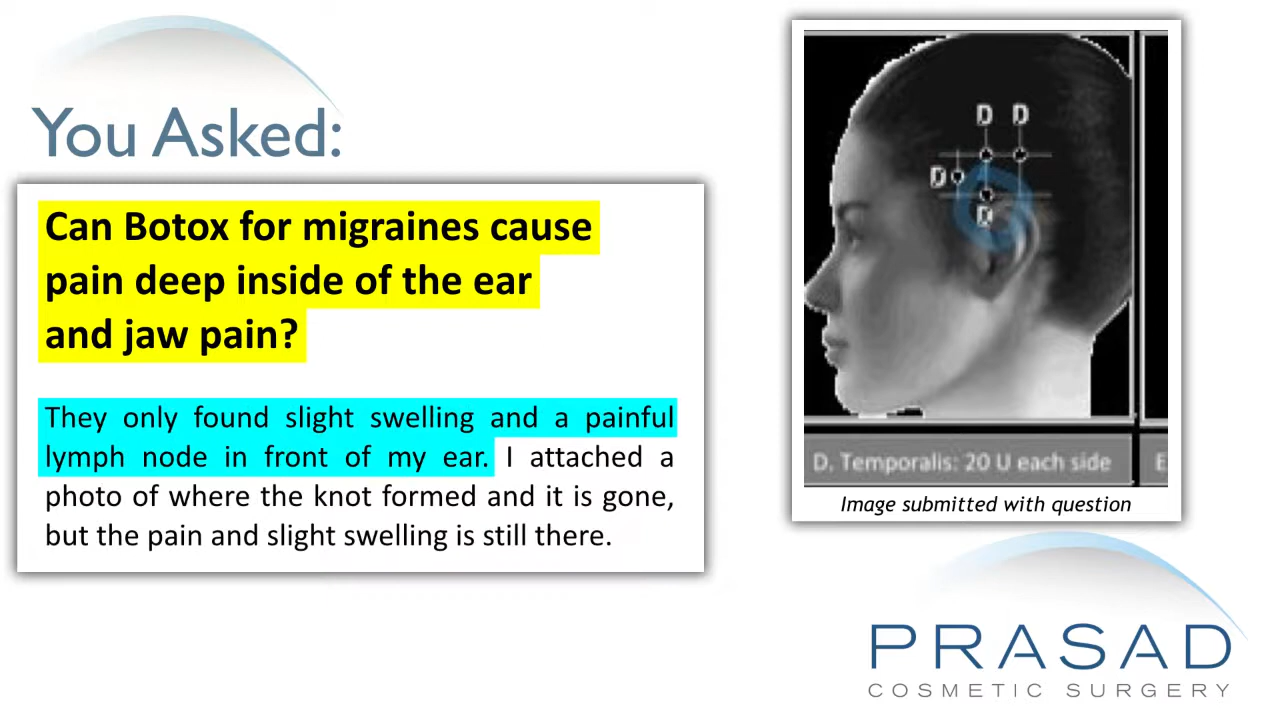 You Asked:
Can Botox for migraines cause
pain deep inside of the ear
and jaw pain?
They only found slight swelling and a painful
lymph node in front of my ear. I attached a
photo of where the knot formed and it is gone,
but the pain and slight swelling is still there.
D D
D
D
D. Temporalis: 20 U each side
E
Image submitted with question
PRASAD
COSMETIC SURGERY